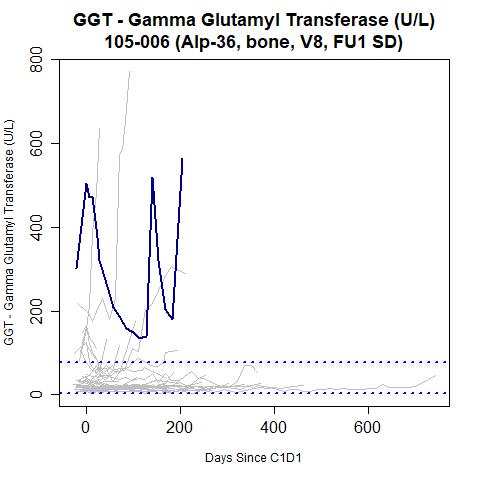 GGT - Gamma Glutamyl Transferase (U/L)
105-006 (Alp-36, bone, V8, FU1 SD)
GGT - Gamma Glutamyl Transferase (U/L)
800
600
400
200
0
0 200 400 600
Days Since C1D1